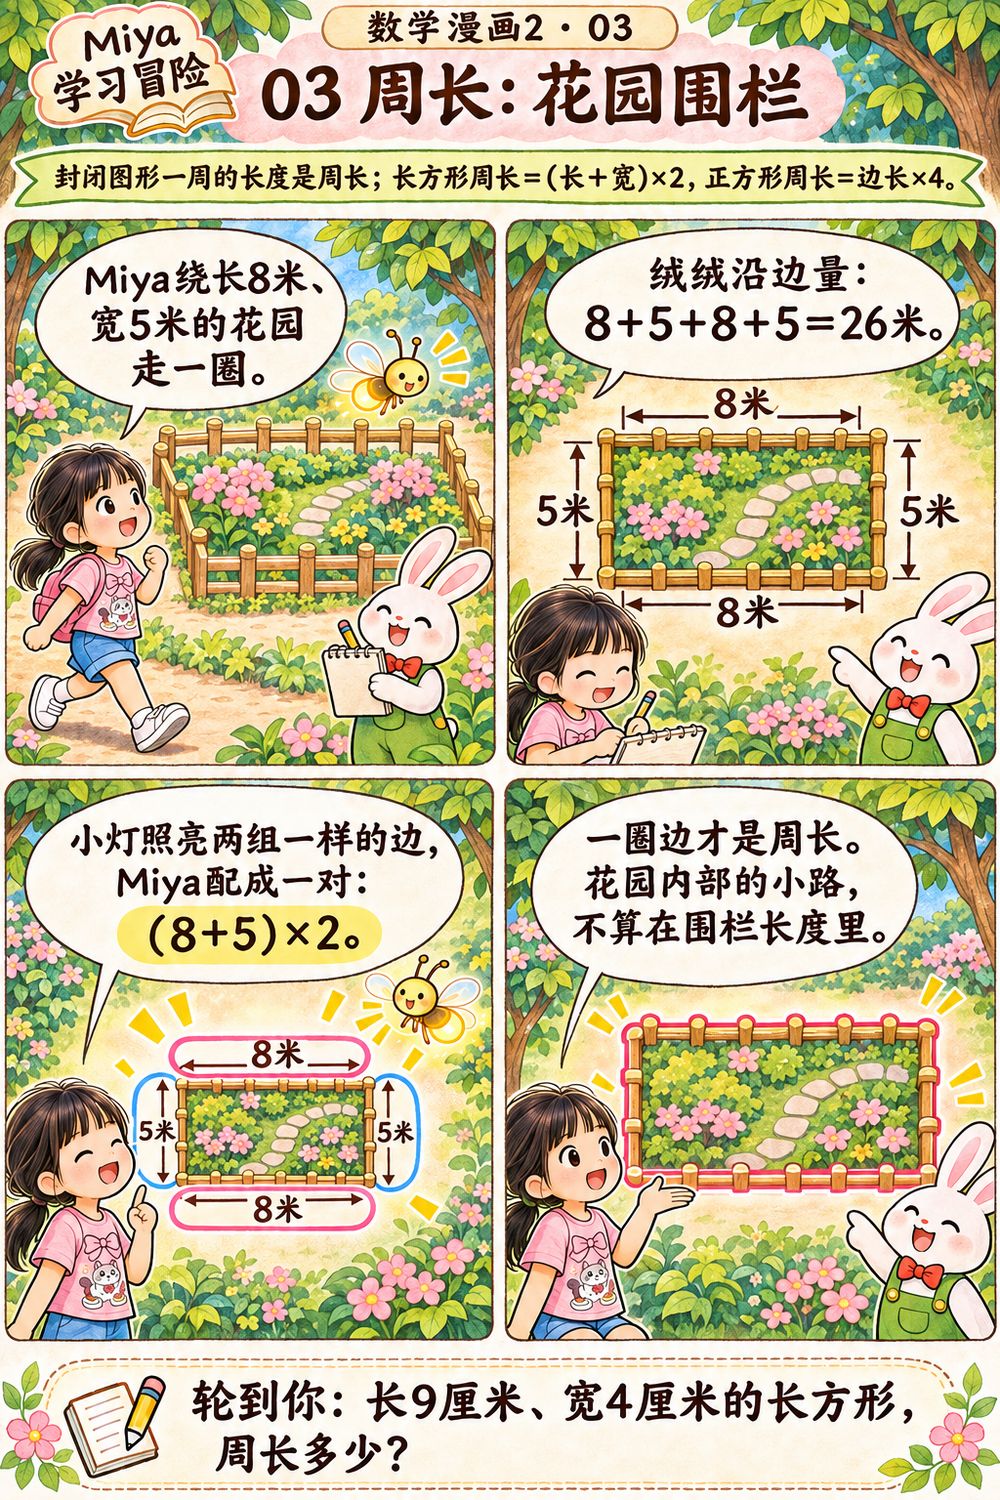 Miya
学习冒险
数学漫画2·03
03 周长：花园围栏
封闭图形一周的长度是周长；长方形周长=(长+宽)×2，正方形周长=边长×4。
Miya绕长8米、
宽5米的花园
走一圈。
绒绒沿边量：
8+5+8+5=26米。
8米
5米
5米
8米
小灯照亮两组一样的边，
Miya配成一对：
(8+5)×2。
8米
5米
5米
8米
一圈边才是周长。
花园内部的小路，
不算在围栏长度里。
轮到你：长9厘米、宽4厘米的长方形，
周长多少？